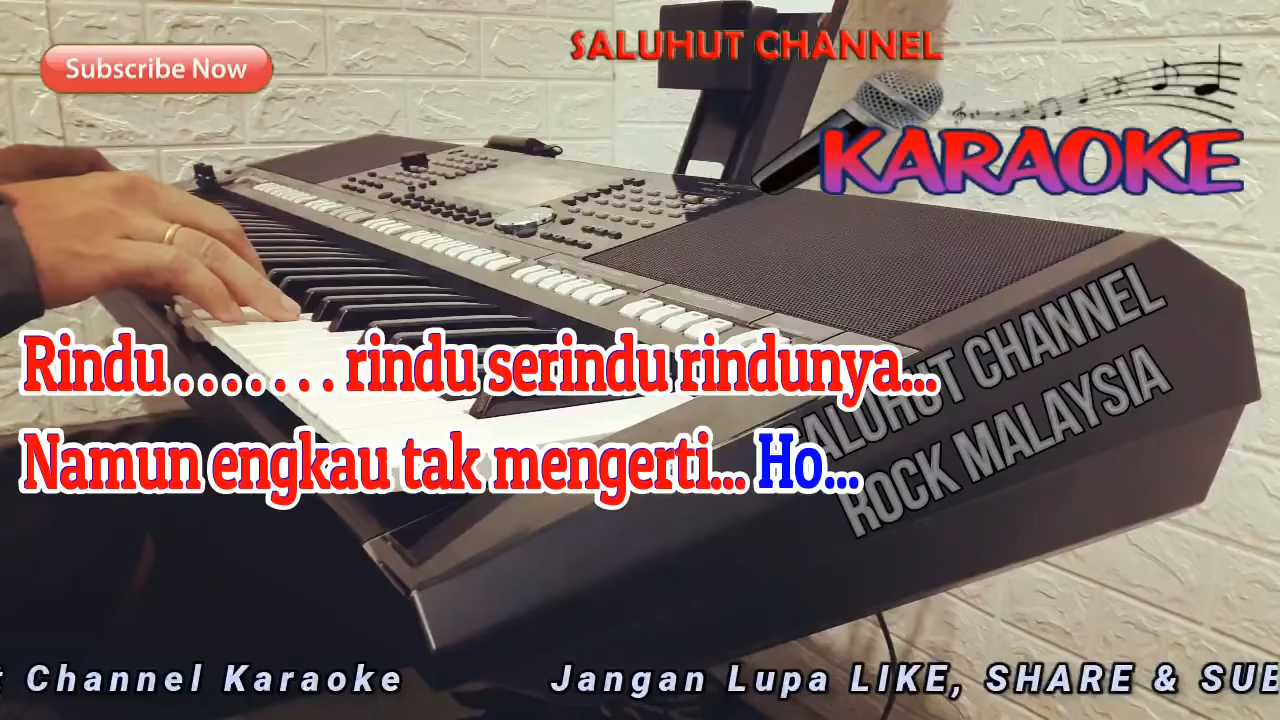 SALUHUT CHANNEL
Subscribe Now
KARAOKE
SALUHUT CHANNEL
ROCK MALAYSIA
Rindu . . . . . . . rindu serindu rindunya...
Namun engkau tak mengerti... Ho...
Channel Karaoke Jangan Lupa LIKE, SHARE &